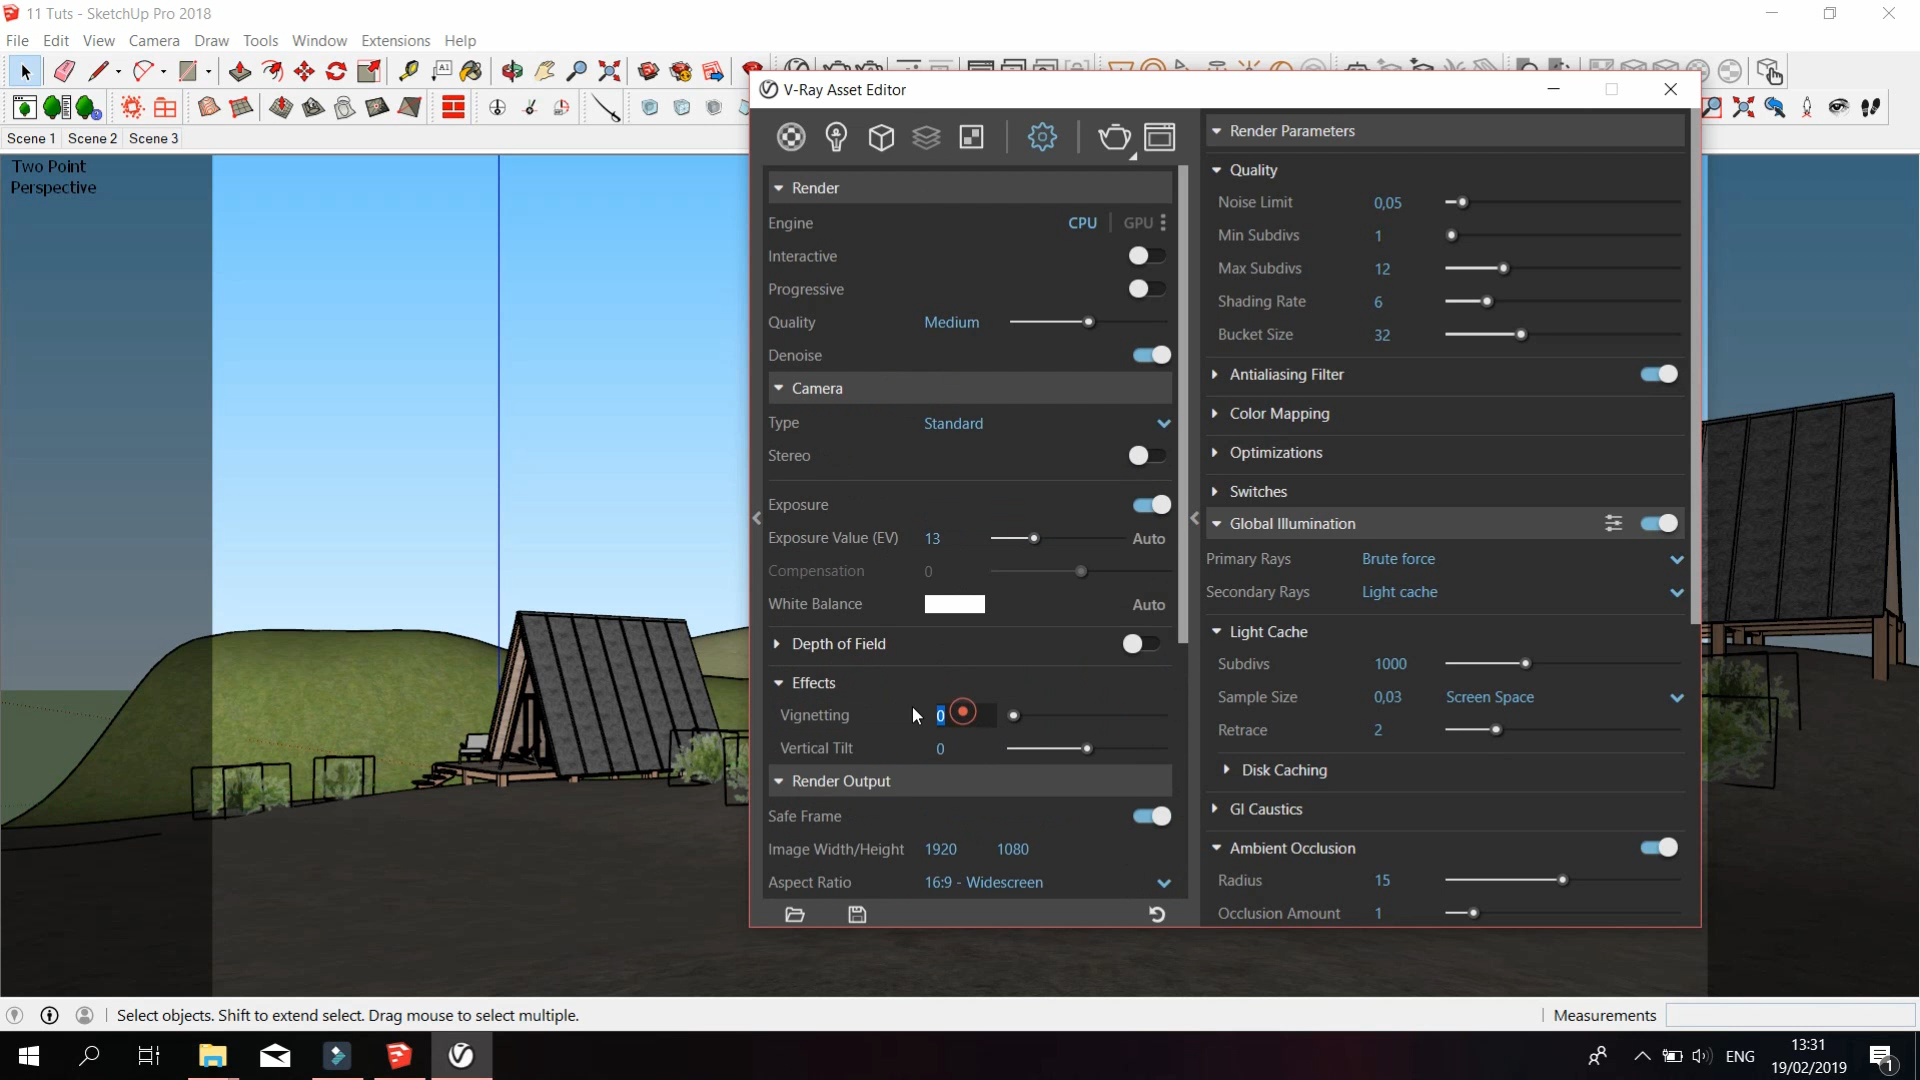 11 Tuts - SketchUp Pro 2018
File Edit View Camera Draw Tools Window Extensions Help
Scene 1 Scene 2 Scene 3
Two Point
Perspective
V-Ray Asset Editor
Render
Engine CPU GPU
Interactive
Progressive
Quality Medium
Denoise
Camera
Type Standard
Stereo
Exposure
Exposure Value (EV) 13 Auto
Compensation 0
White Balance Auto
Depth of Field
Effects
Vignetting 0
Vertical Tilt 0
Render Output
Safe Frame
Image Width/Height 1920 1080
Aspect Ratio 16:9 - Widescreen
Render Parameters
Quality
Noise Limit 0,05
Min Subdivs 1
Max Subdivs 12
Shading Rate 6
Bucket Size 32
Antialiasing Filter
Color Mapping
Optimizations
Switches
Global Illumination
Primary Rays Brute force
Secondary Rays Light cache
Light Cache
Subdivs 1000
Sample Size 0,03 Screen Space
Retrace 2
Disk Caching
GI Caustics
Ambient Occlusion
Radius 15
Occlusion Amount 1
Select objects. Shift to extend select. Drag mouse to select multiple.
Measurements
ENG
13:31
19/02/2019
1